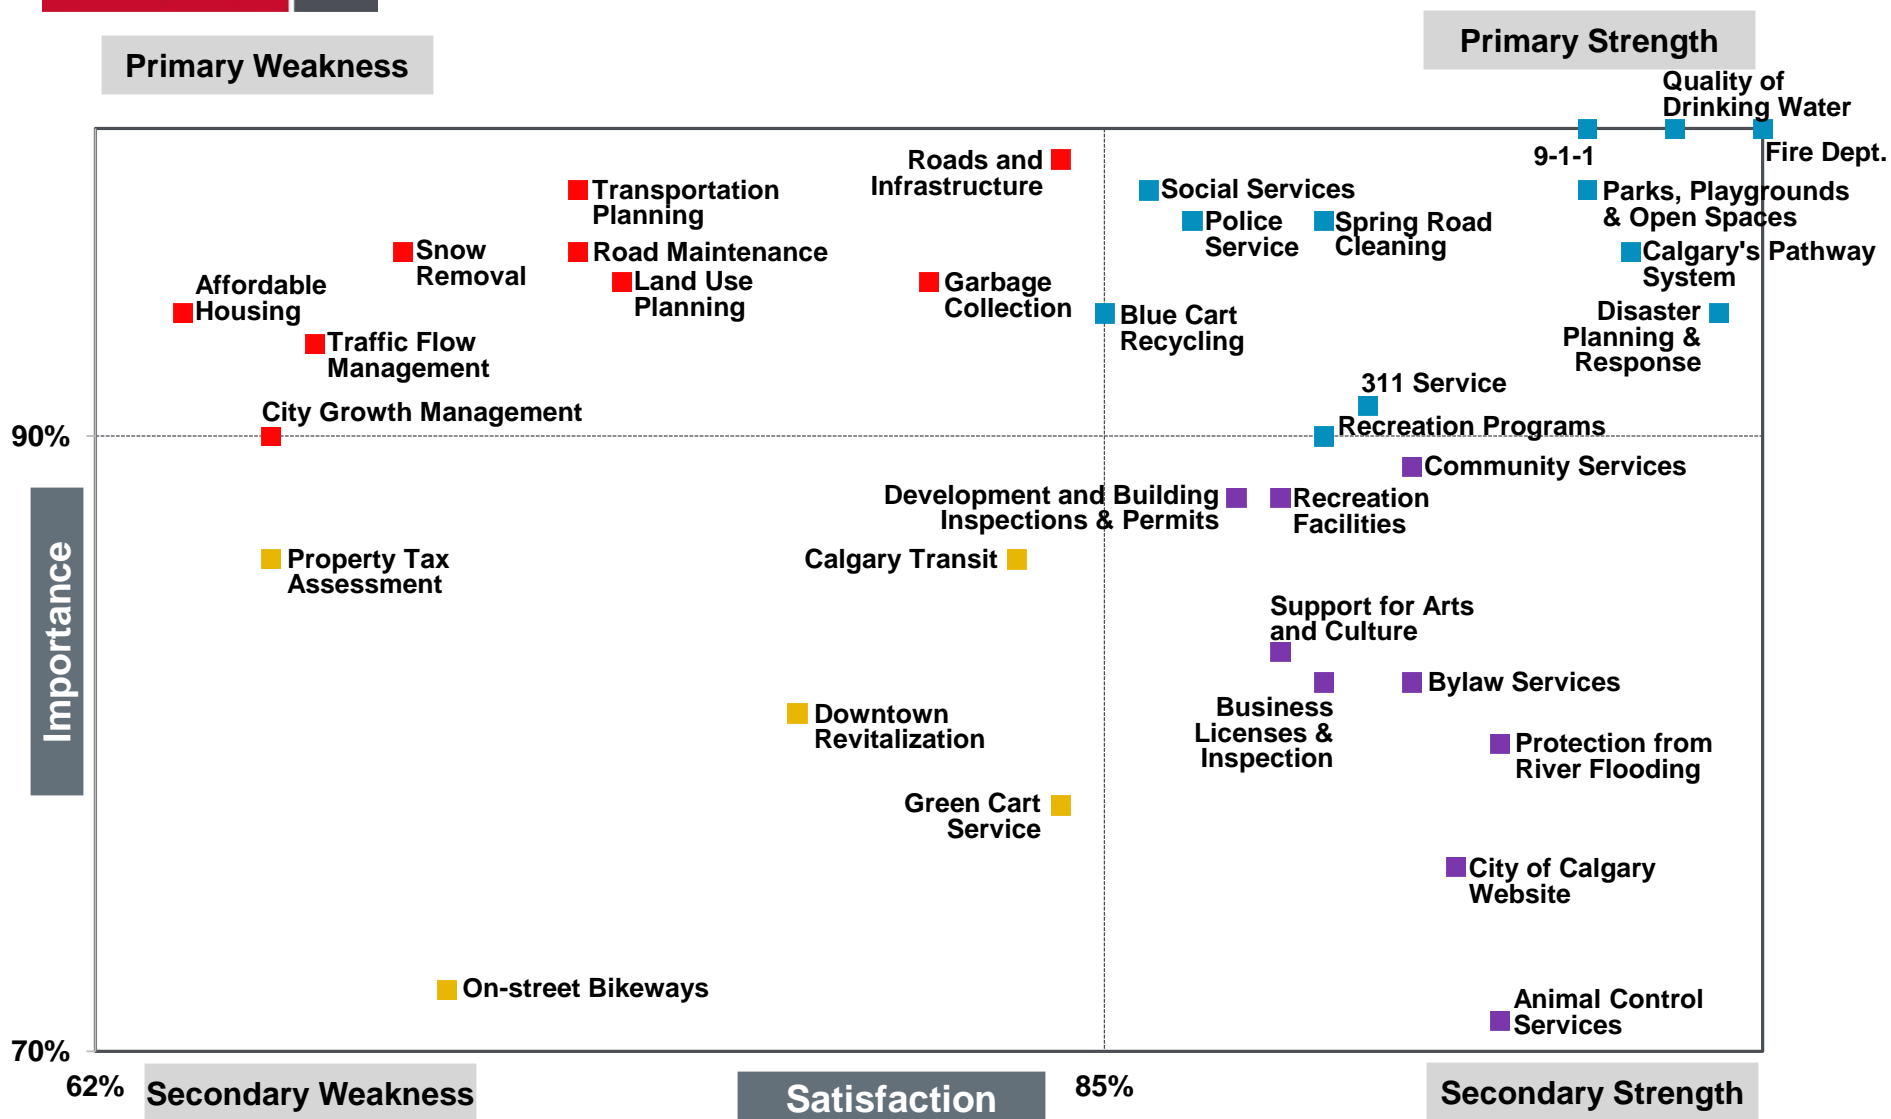 Primary Weakness
Primary Strength
Quality of
Drinking Water
9-1-1
Fire Dept.
Roads and
Infrastructure
Transportation
Planning
Social Services
Parks, Playgrounds
& Open Spaces
Police
Service
Spring Road
Cleaning
Snow
Removal
Road Maintenance
Calgary's Pathway
System
Land Use
Planning
Garbage
Collection
Affordable
Housing
Blue Cart
Recycling
Disaster
Planning &
Response
Traffic Flow
Management
311 Service
City Growth Management
Recreation Programs
90%
Community Services
Development and Building
Inspections & Permits
Recreation
Facilities
Importance
Property Tax
Assessment
Calgary Transit
Support for Arts
and Culture
Bylaw Services
Business
Licenses &
Inspection
Downtown
Revitalization
Protection from
River Flooding
Green Cart
Service
City of Calgary
Website
On-street Bikeways
Animal Control
Services
70%
62%
Secondary Weakness
Satisfaction
85%
Secondary Strength